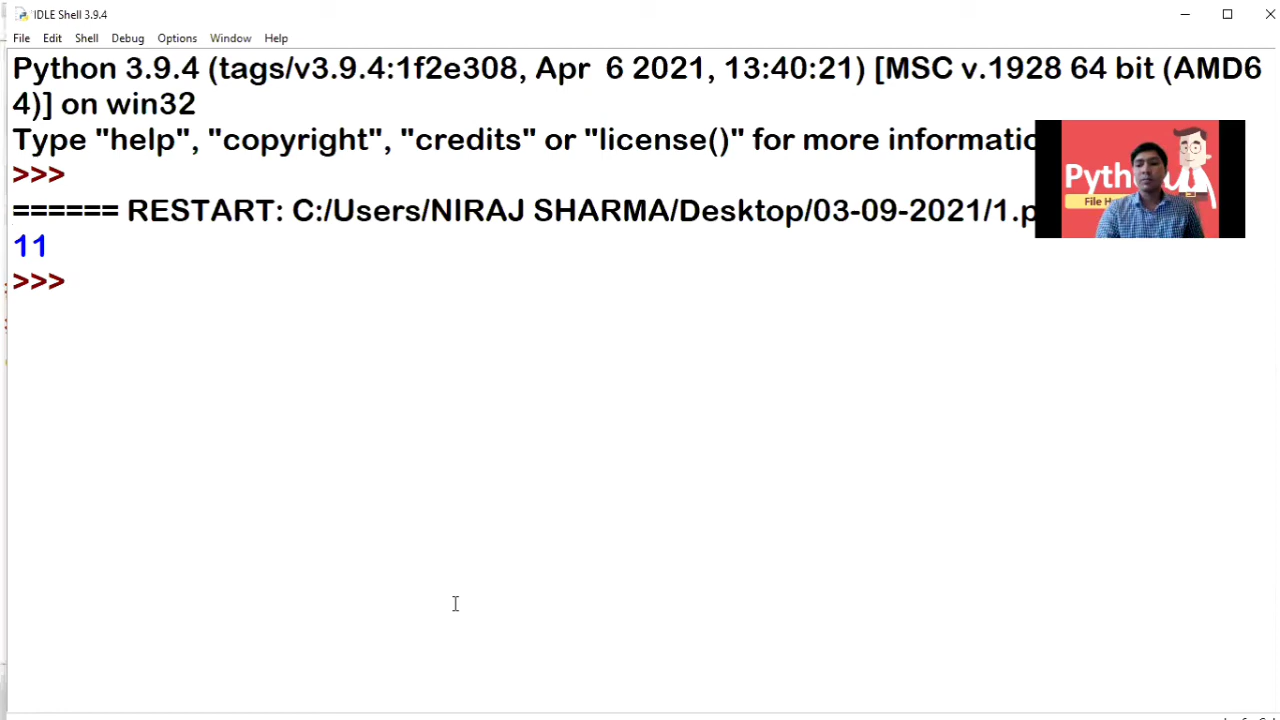 IDLE Shell 3.9.4
File Edit Shell Debug Options Window Help
Python 3.9.4 (tags/v3.9.4:1f2e308, Apr  6 2021, 13:40:21) [MSC v.1928 64 bit (AMD6
4)] on win32
Type "help", "copyright", "credits" or "license()" for more informatio
>>>
====== RESTART: C:/Users/NIRAJ SHARMA/Desktop/03-09-2021/1.p
11
>>>
Pyth
File H